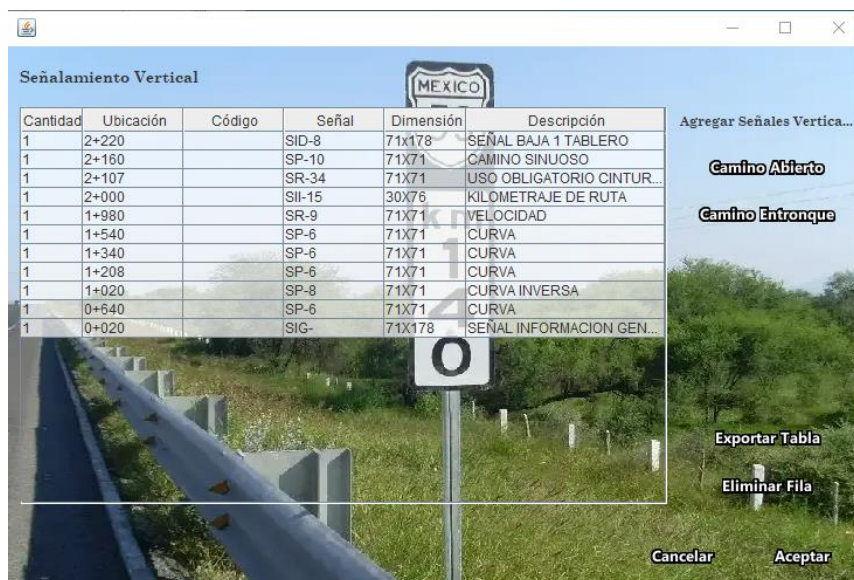 Señalamiento Vertical
MEXICO
Cantidad Ubicación Código Señal Dimensión Descripción
1 2+220 SID-8 71x178 SEÑAL BAJA 1 TABLERO
1 2+160 SP-10 71X71 CAMINO SINUOSO
1 2+107 SR-34 71X71 USO OBLIGATORIO CINTUR...
1 2+000 SII-15 30X76 KILOMETRAJE DE RUTA
1 1+980 SR-9 71X71 VELOCIDAD
1 1+540 SP-6 71X71 CURVA
1 1+340 SP-6 71X71 CURVA
1 1+208 SP-6 71X71 CURVA
1 1+020 SP-8 71X71 CURVA INVERSA
1 0+640 SP-6 71X71 CURVA
1 0+020 SIG- 71X178 SEÑAL INFORMACION GEN...
km
1
4
0
Agregar Señales Vertica...
Camino Abierto
Camino Entronque
Exportar Tabla
Eliminar Fila
Cancelar Aceptar